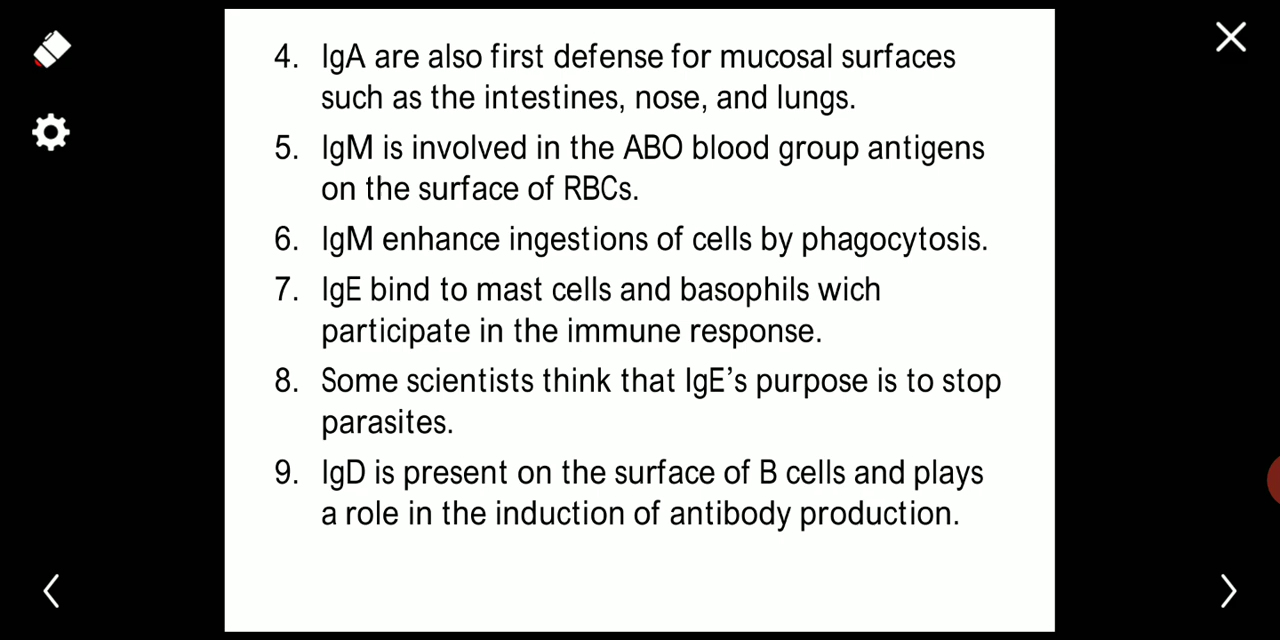 4. IgA are also first defense for mucosal surfaces
such as the intestines, nose, and lungs.
5. IgM is involved in the ABO blood group antigens
on the surface of RBCs.
6. IgM enhance ingestions of cells by phagocytosis.
7. IgE bind to mast cells and basophils wich
participate in the immune response.
8. Some scientists think that IgE’s purpose is to stop
parasites.
9. IgD is present on the surface of B cells and plays
a role in the induction of antibody production.